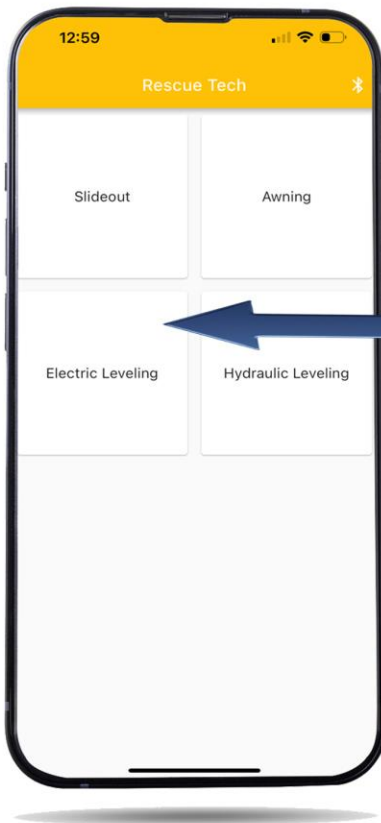 12:59
Rescue Tech
Slideout
Awning
Electric Leveling
Hydraulic Leveling